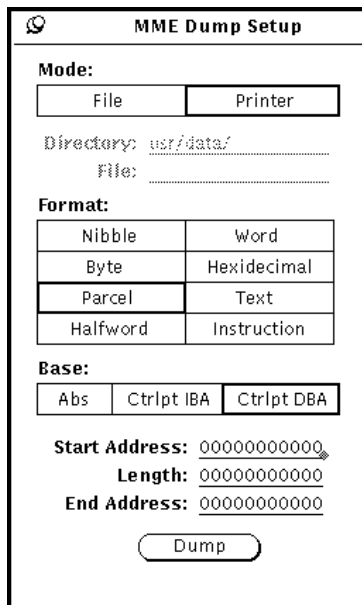 MME Dump Setup
Mode:
File Printer
Directory: usr/data/
File:
Format:
Nibble Word
Byte Hexidecimal
Parcel Text
Halfword Instruction
Base:
Abs Ctrlpt IBA Ctrlpt DBA
Start Address: 00000000000
Length: 00000000000
End Address: 00000000000
Dump